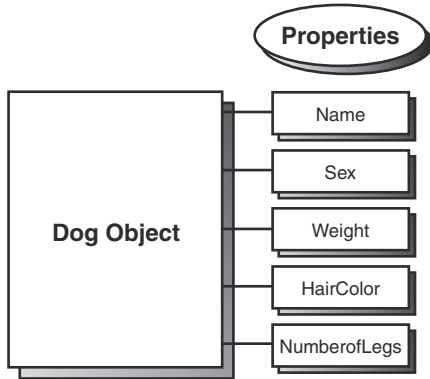 Properties
Name
Sex
Dog Object
Weight
HairColor
NumberofLegs